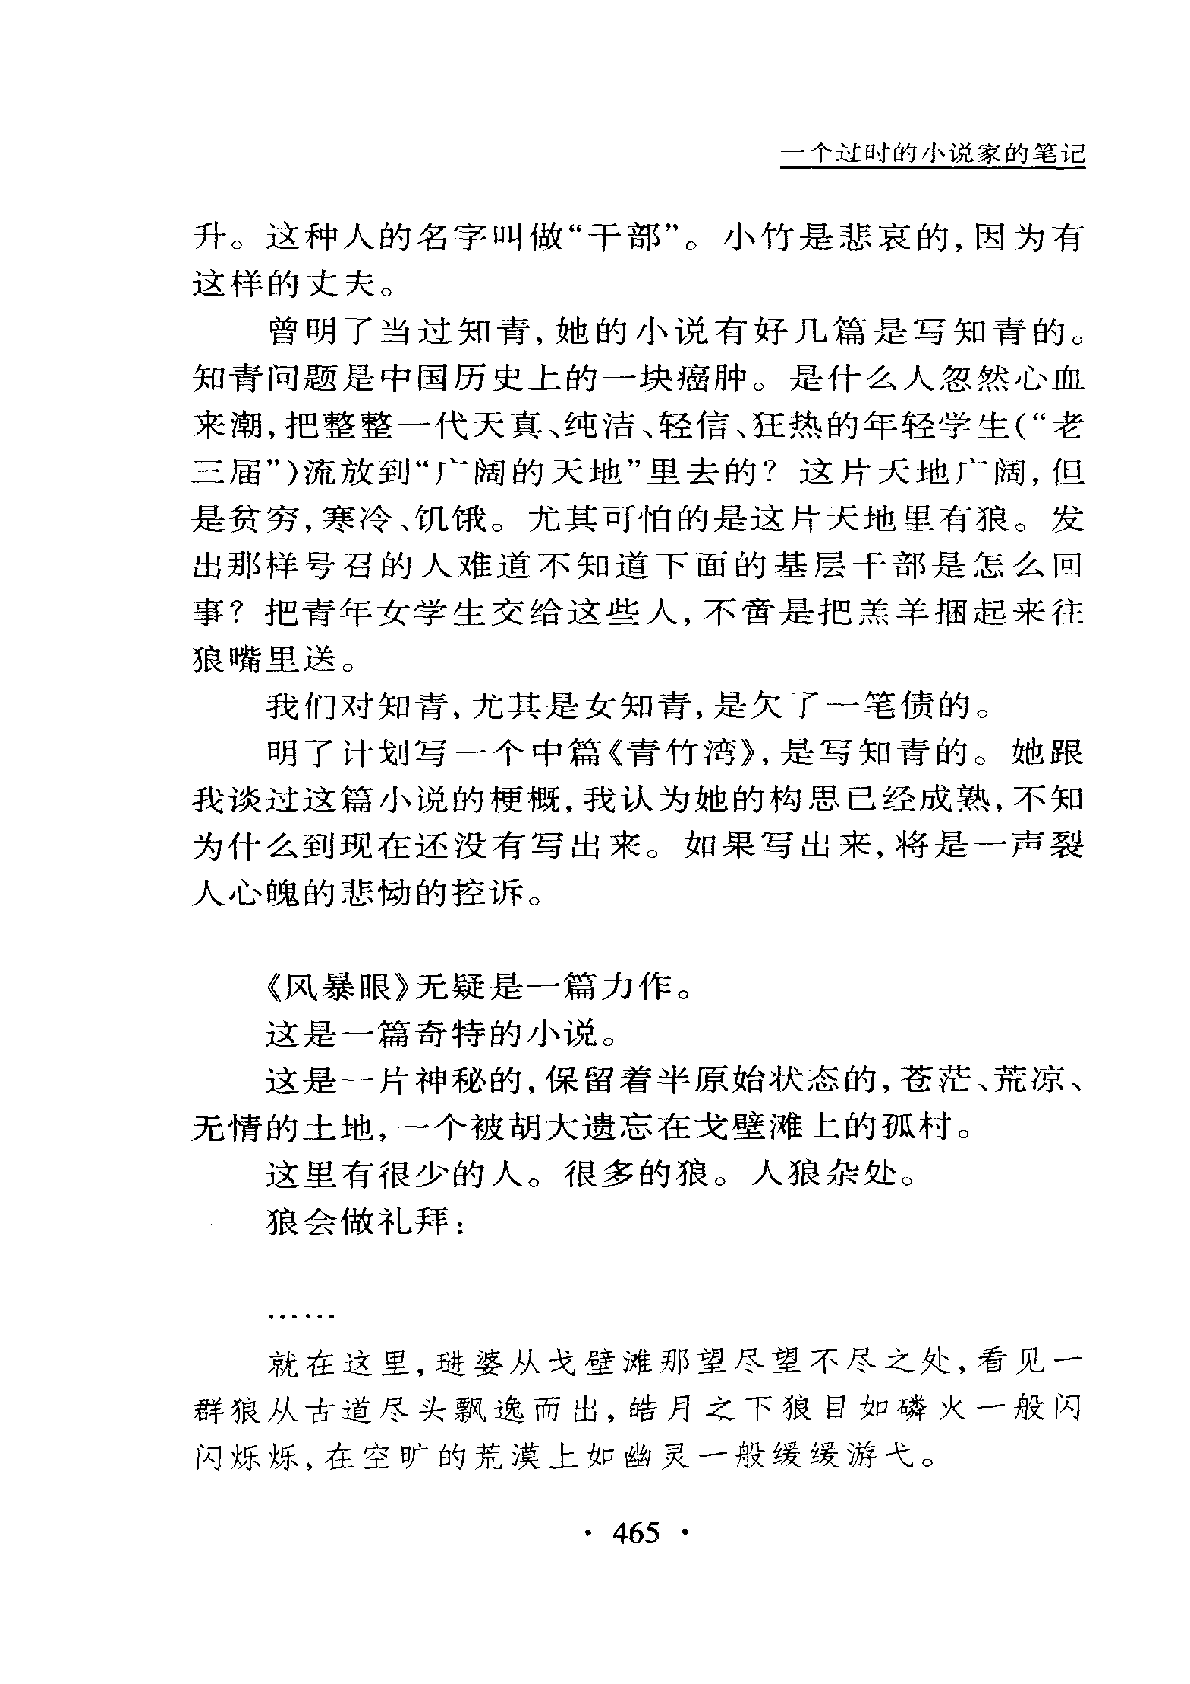 一个过时的小说家的笔记
升。这种人的名字叫做“干部”。小竹是悲哀的,因为有
这样的丈夫。
曾明了当过知青,她的小说有好几篇是写知青的。
知青问题是中国历史上的一块癌肿。是什么人忽然心血
来潮,把整整一代天真、纯洁、轻信、狂热的年轻学生(“老
三届”)流放到“广阔的天地”里去的?这片天地广阔,但
是贫穷,寒冷、饥饿。尤其可怕的是这片天地里有狼。发
出那样号召的人难道不知道下面的基层干部是怎么回
事?把青年女学生交给这些人,不啻是把羔羊捆起来往
狼嘴里送。
我们对知青,尤其是女知青,是欠了一笔债的。
明了计划写一个中篇《青竹湾》,是写知青的。她跟
我谈过这篇小说的梗概,我认为她的构思已经成熟,不知
为什么到现在还没有写出来。如果写出来,将是一声裂
人心魄的悲恸的控诉。
《风暴眼》无疑是一篇力作。
这是一篇奇特的小说。
这是一片神秘的,保留着半原始状态的,苍茫、荒凉、
无情的土地,一个被胡大遗忘在戈壁滩上的孤村。
这里有很少的人。很多的狼。人狼杂处。
狼会做礼拜:
……
就在这里,琎婆从戈壁滩那望尽望不尽之处,看见一
群狼从古道尽头飘逸而出,皓月之下狼目如磷火一般闪
闪烁烁,在空旷的荒漠上如幽灵一般缓缓游弋。
· 465 ·